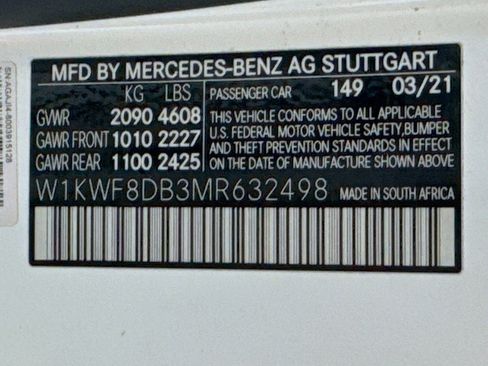 MFD BY MERCEDES-BENZ AG STUTTGART
KG LBS
PASSENGER CAR 149 03/21
GVWR 2090 4608
GAWR FRONT 1010 2227
GAWR REAR 1100 2425
THIS VEHICLE CONFORMS TO ALL APPLICABLE
U.S. FEDERAL MOTOR VEHICLE SAFETY, BUMPER
AND THEFT PREVENTION STANDARDS IN EFFECT
ON THE DATE OF MANUFACTURE SHOWN ABOVE.
W1KWF8DB3MR632498 MADE IN SOUTH AFRICA